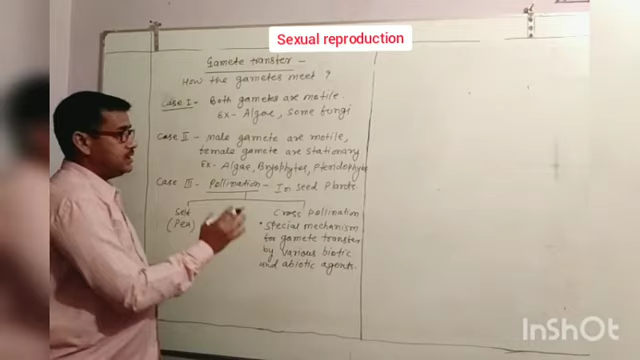 Sexual reproduction
Gamete transfer -
How the gametes meet ?
Case I - Both gametes are motile.
Ex - Algae, Some fungi
Case II - Male gamete are motile,
female gamete are stationary
Ex - Algae, Bryophytes, Pteridophyte
Case III - Pollination - In Seed Plants
Self
Cross pollination
(Pea)
• Special mechanism
for gamete transfer
by various biotic
and abiotic agents.
InShOt